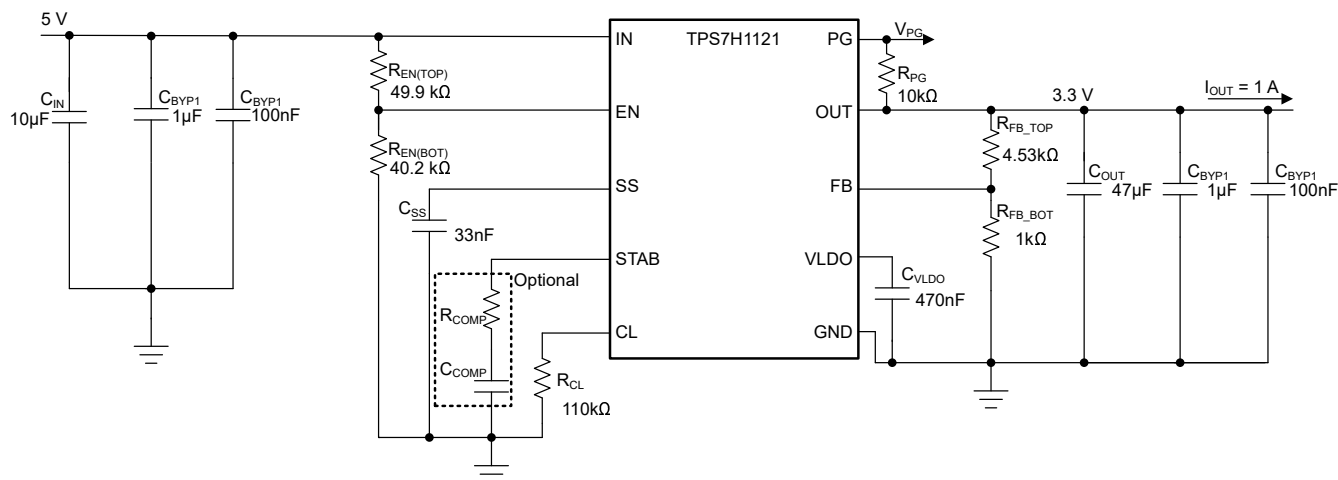 5 V
C_IN
10µF
C_BYP1
1µF
C_BYP1
100nF
R_EN(TOP)
49.9 kΩ
R_EN(BOT)
40.2 kΩ
C_SS
33nF
Optional
R_COMP
C_COMP
R_CL
110kΩ
TPS7H1121
IN
EN
SS
STAB
CL
PG
OUT
FB
VLDO
GND
V_PG
R_PG
10kΩ
3.3 V
I_OUT = 1 A
R_FB_TOP
4.53kΩ
R_FB_BOT
1kΩ
C_VLDO
470nF
C_OUT
47µF
C_BYP1
1µF
C_BYP1
100nF